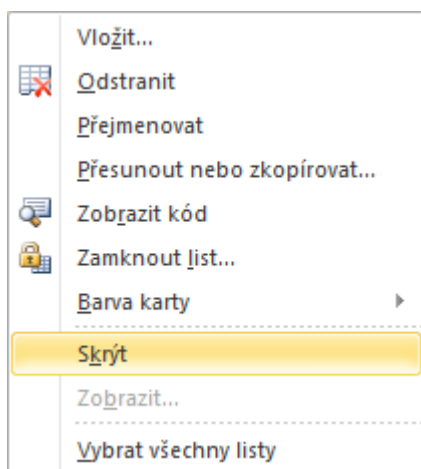 Vložit...
Odstranit
Přejmenovat
Přesunout nebo zkopírovat...
Zobrazit kód
Zamknout list...
Barva karty
Skrýt
Zobrazit...
Vybrat všechny listy